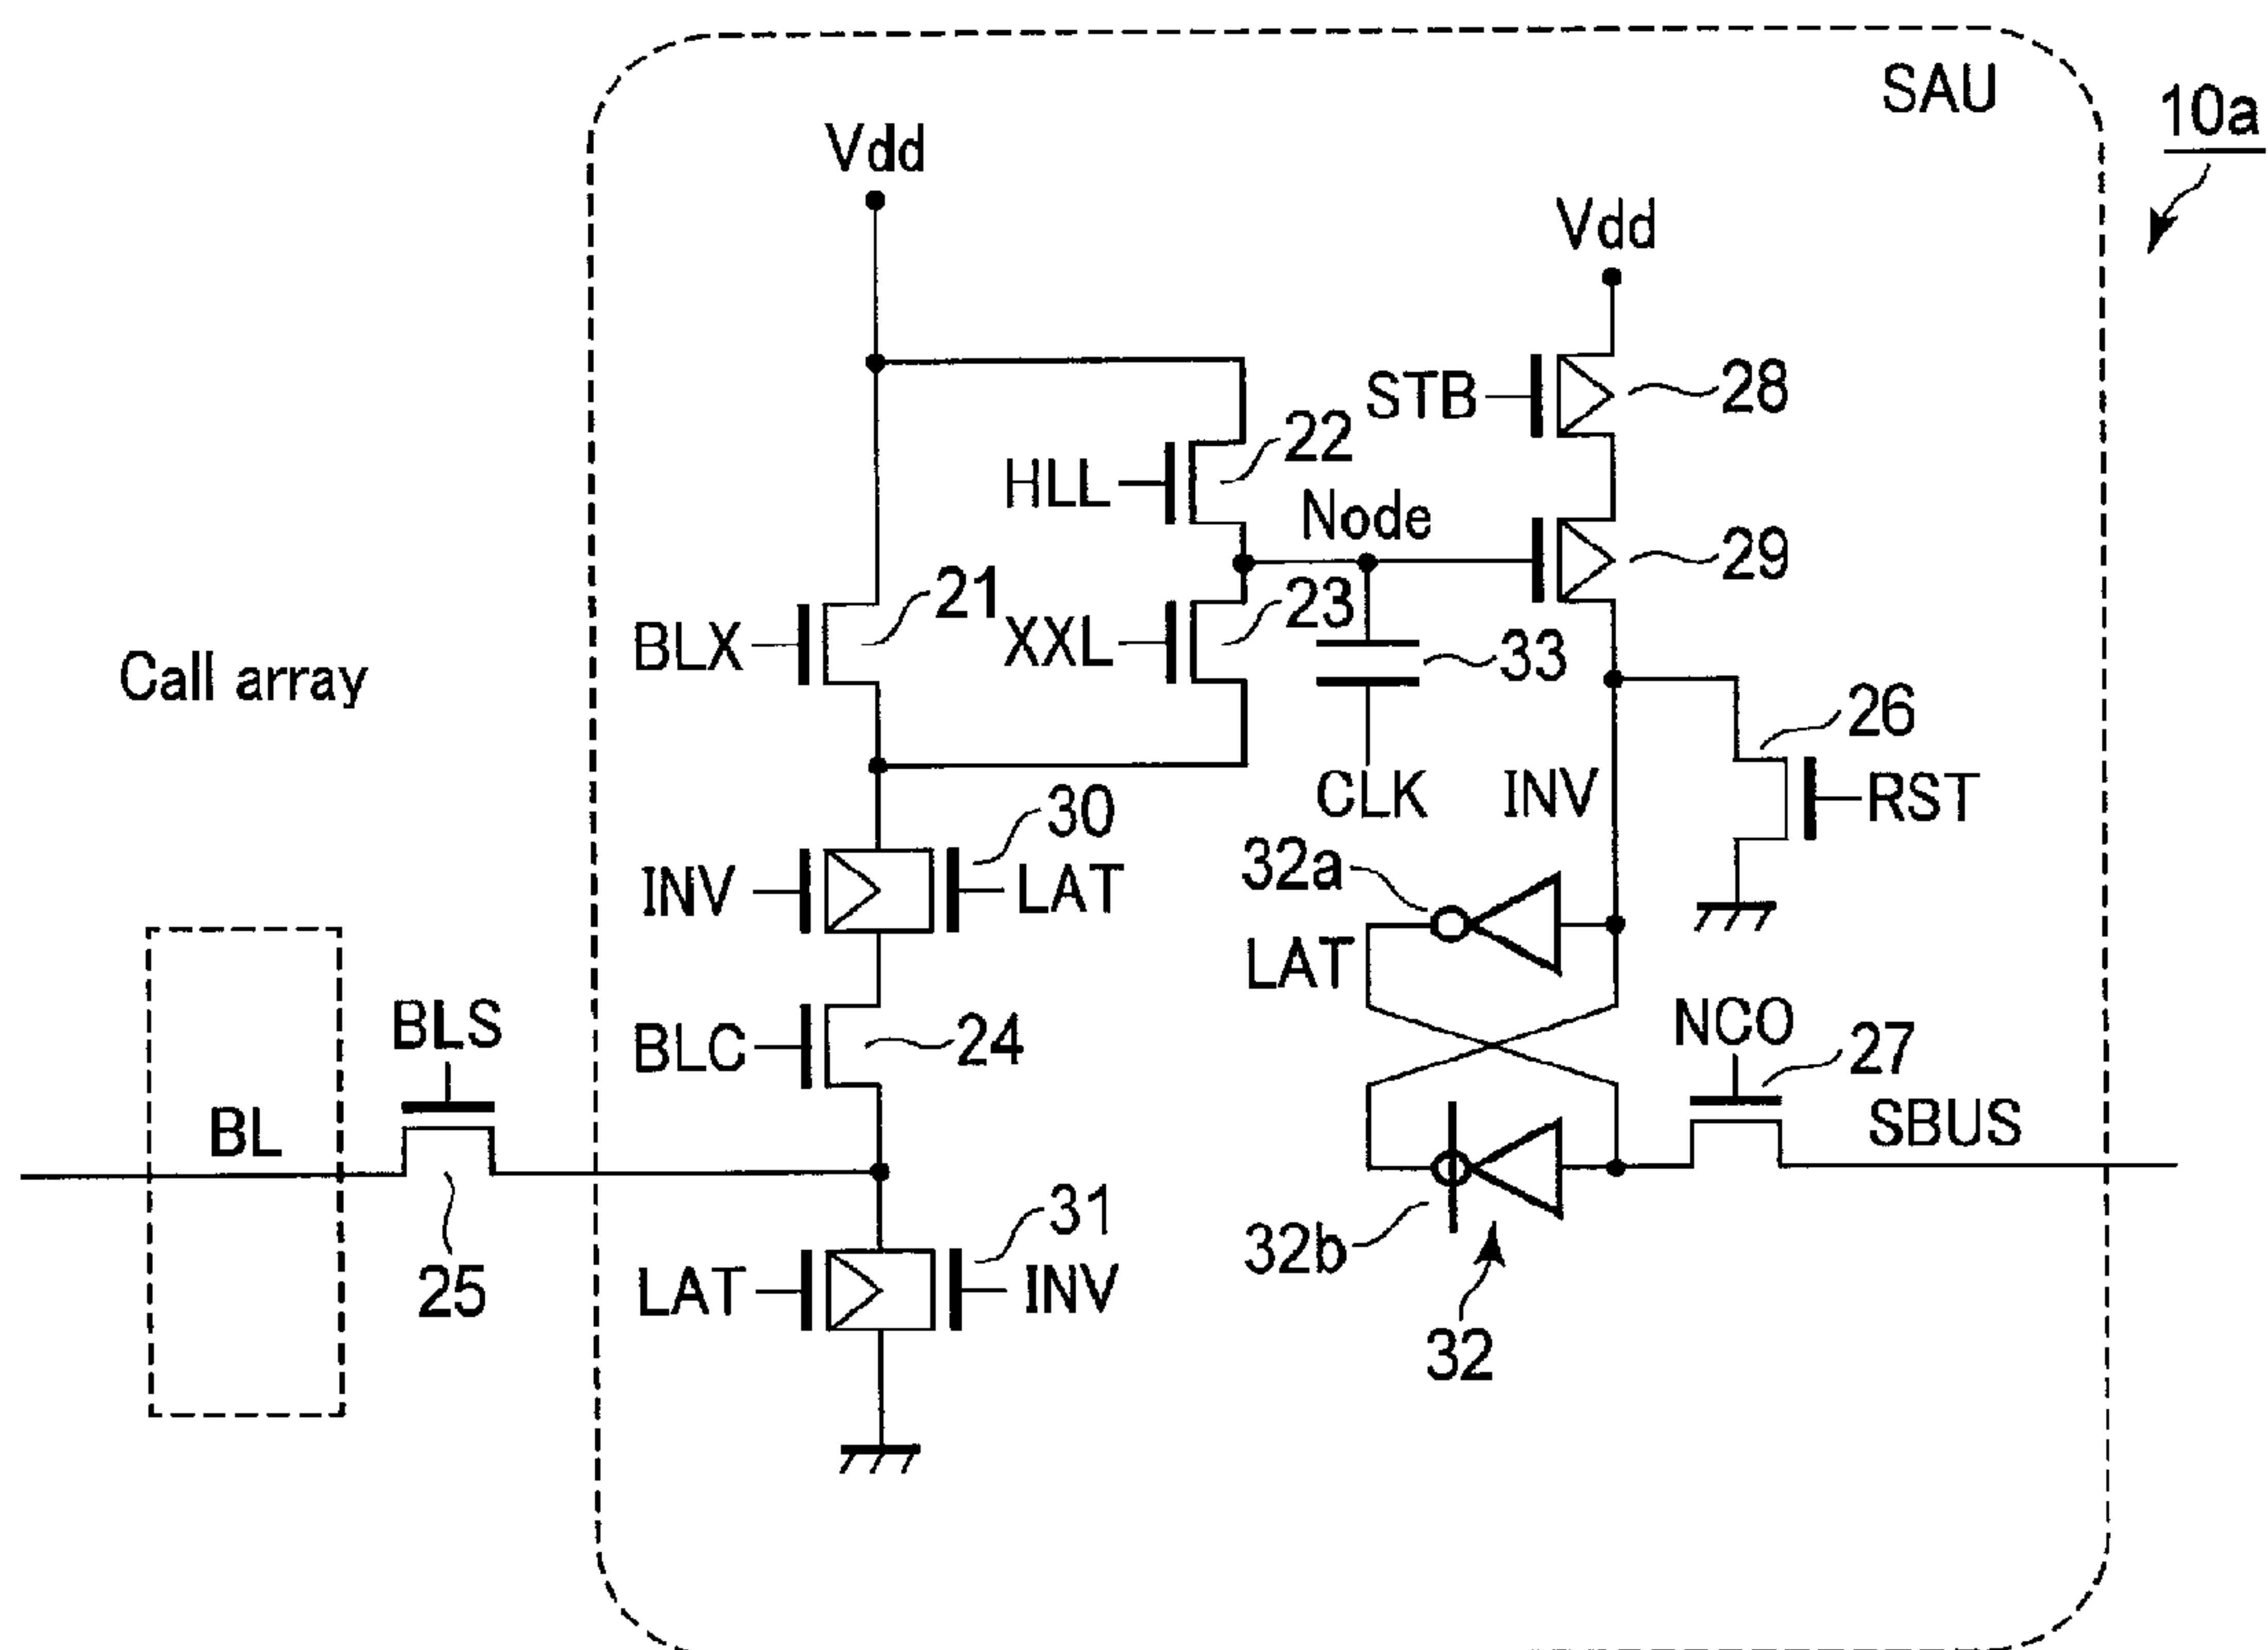 SAU
10a
Vdd
Vdd
STB
28
22
HLL
Node
29
21
23
BLX
XXL
33
Call array
26
CLK
INV
RST
30
INV
LAT
32a
LAT
BLS
BLC
24
NCO
27
BL
SBUS
31
32b
25
LAT
INV
32